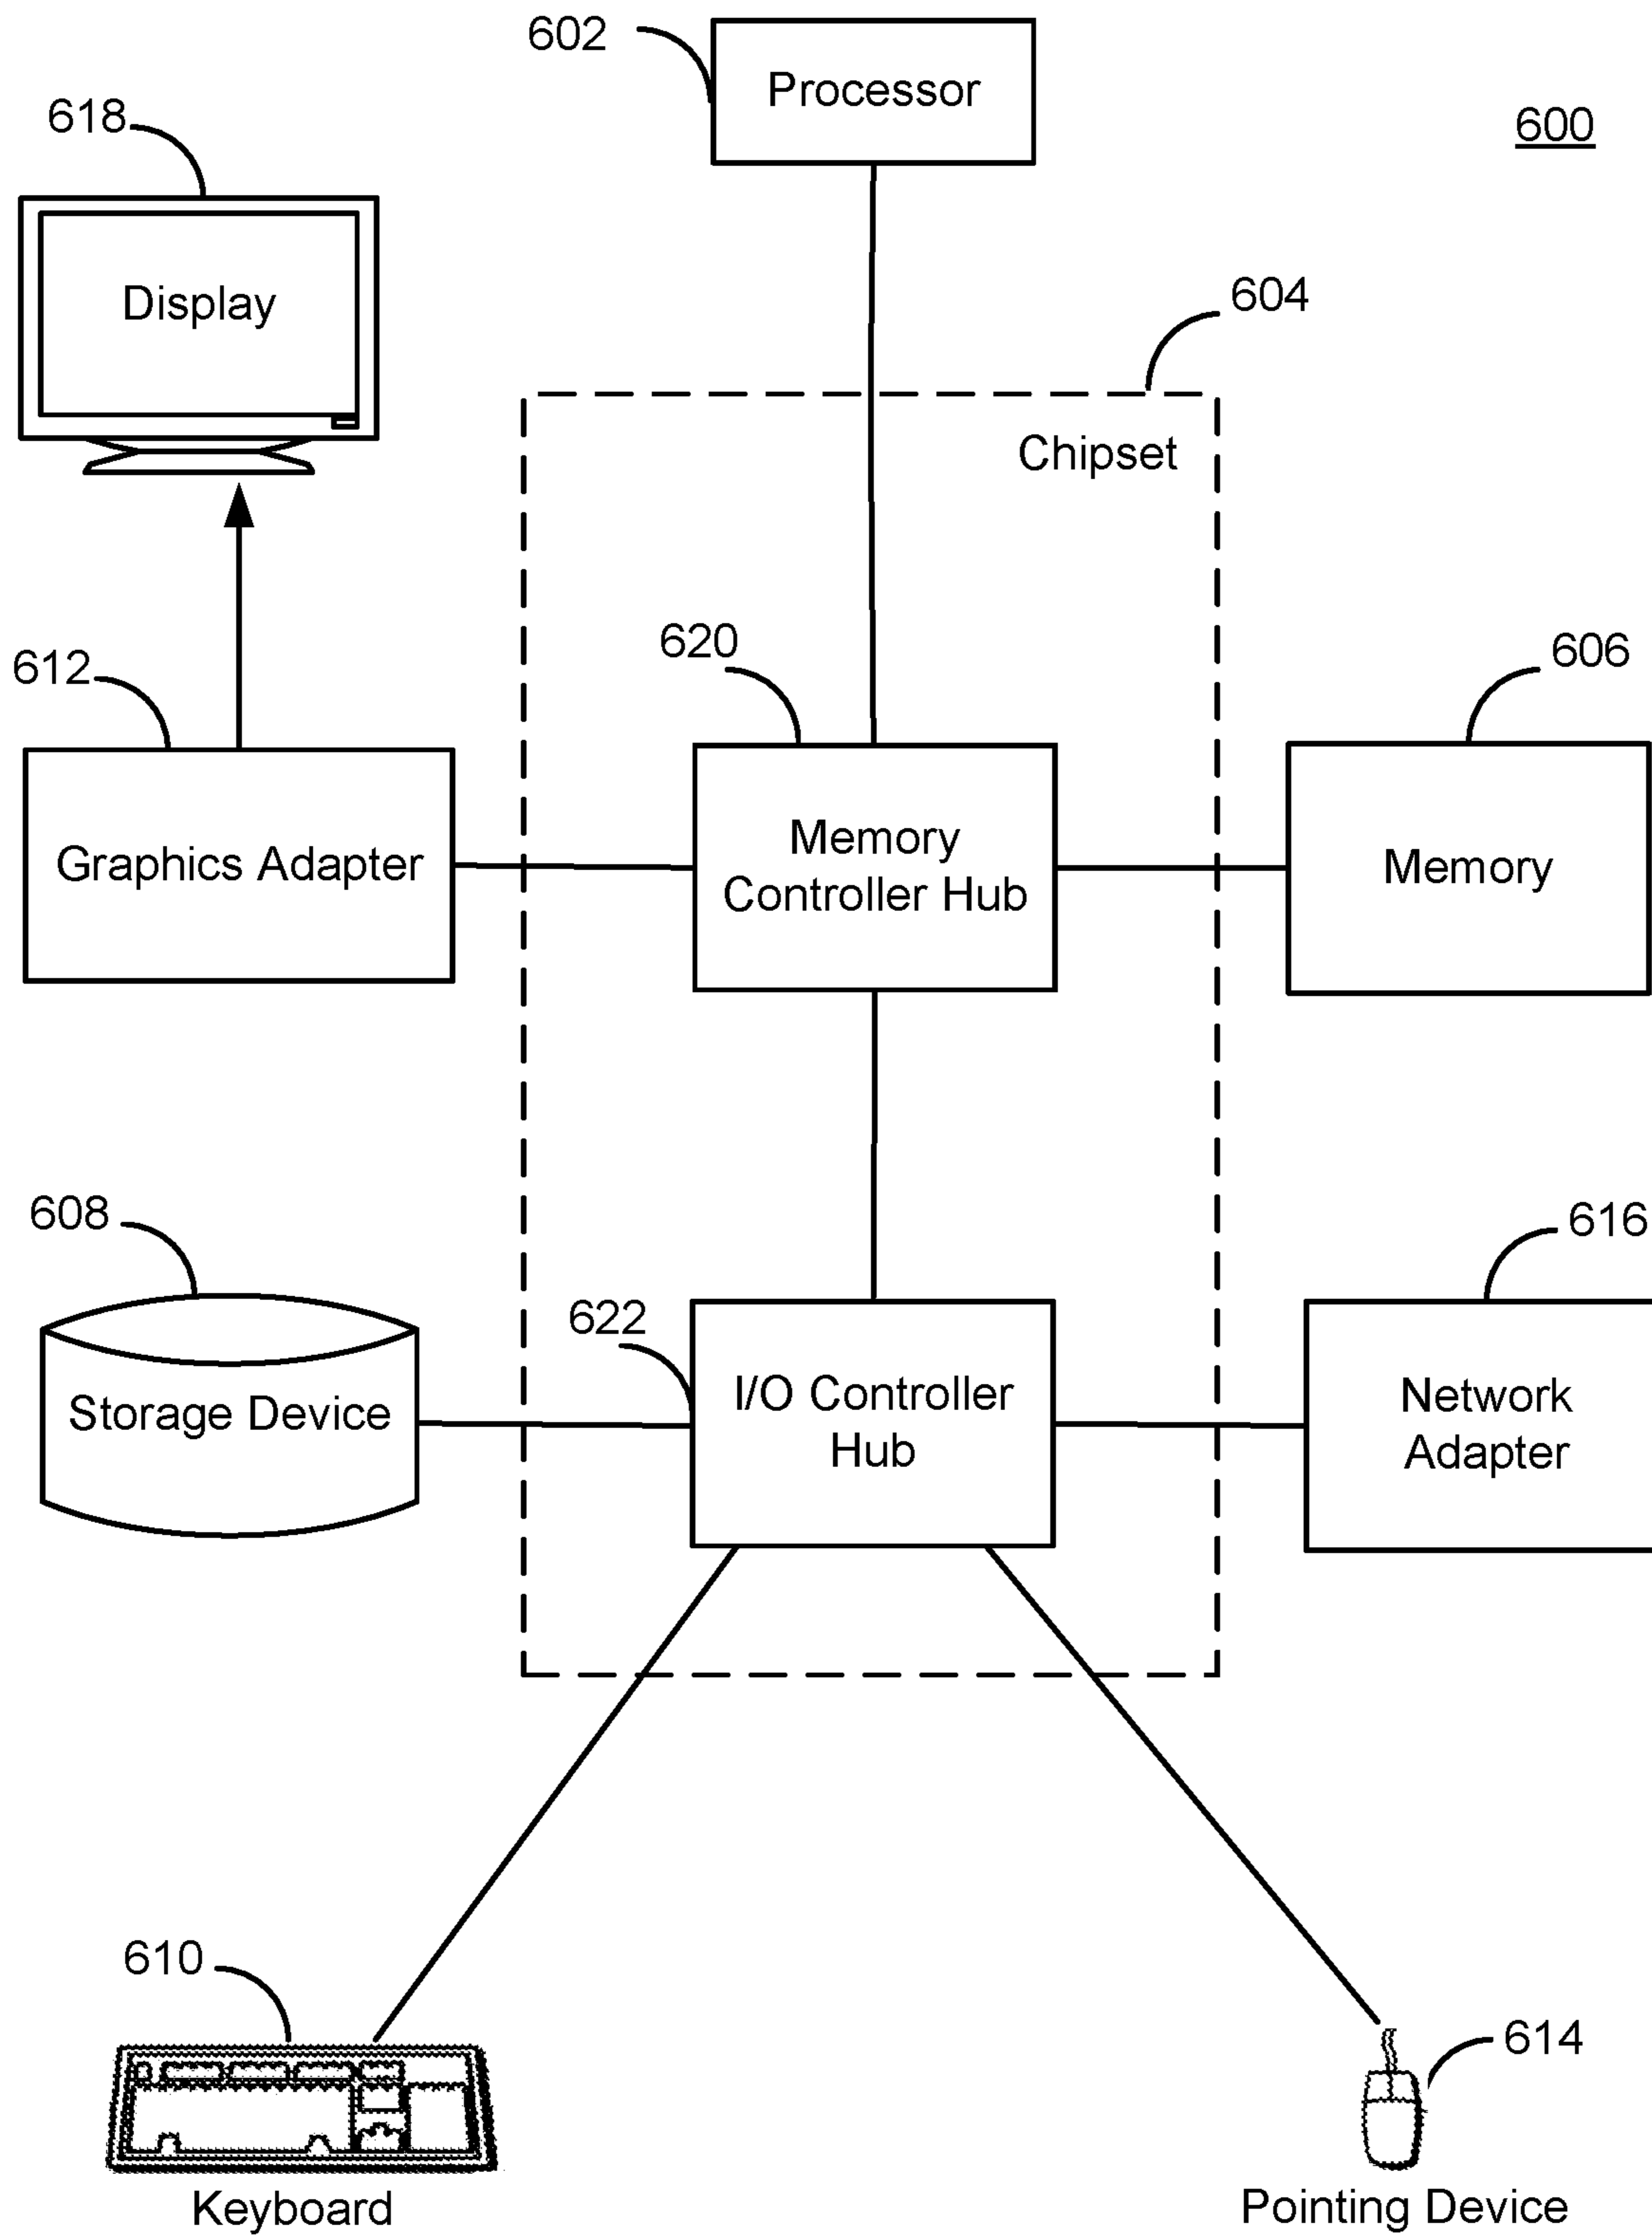 602
Processor
600
618
Display
604
Chipset
620
612
606
Graphics Adapter
Memory
Controller Hub
Memory
608
616
622
Storage Device
I/O Controller
Hub
Network
Adapter
610
614
Keyboard
Pointing Device